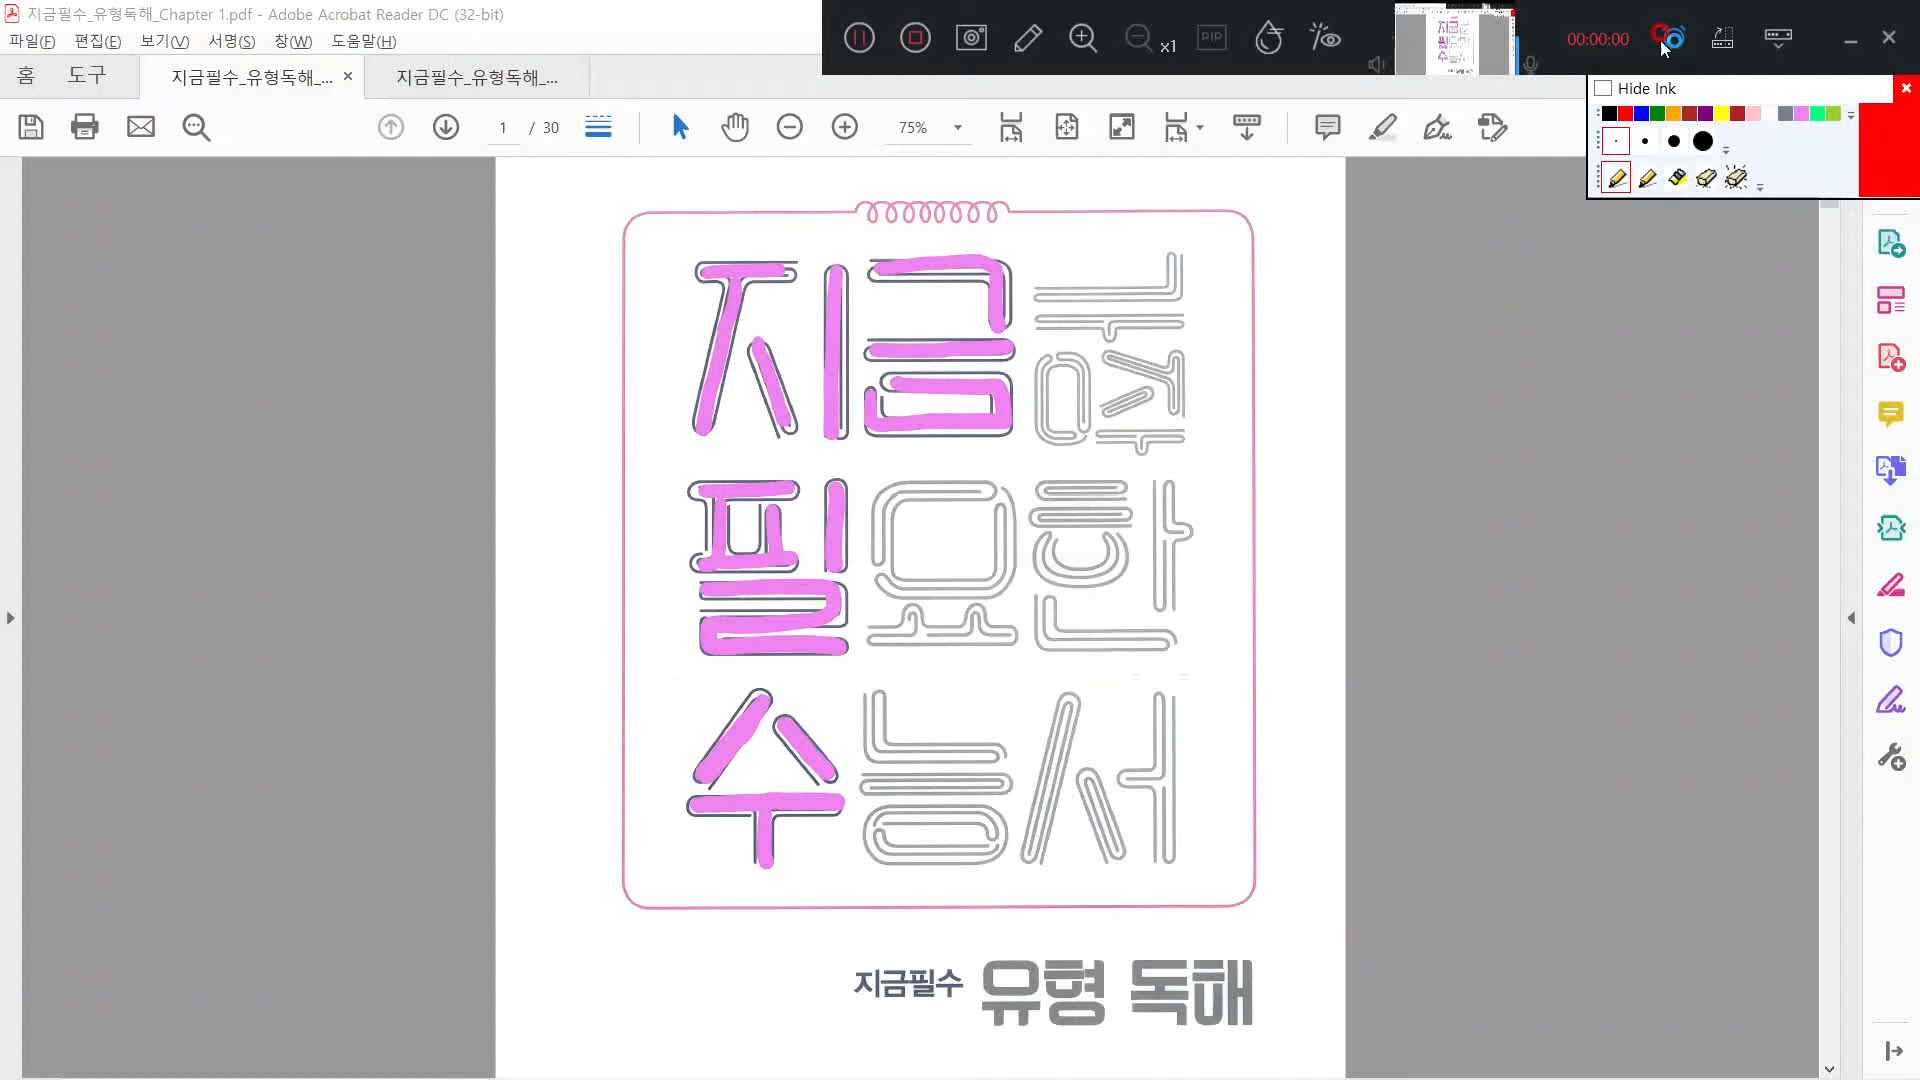 지금필수_유형독해_Chapter 1.pdf - Adobe Acrobat Reader DC (32-bit)
파일(F) 편집(E) 보기(V) 서명(S) 창(W) 도움말(H)
x1 PIP 00:00:00
홈 도구 지금필수_유형독해_... × 지금필수_유형독해_...
Hide Ink
1 / 30 75%
지금
필요한
수능서
지금필수 유형 독해